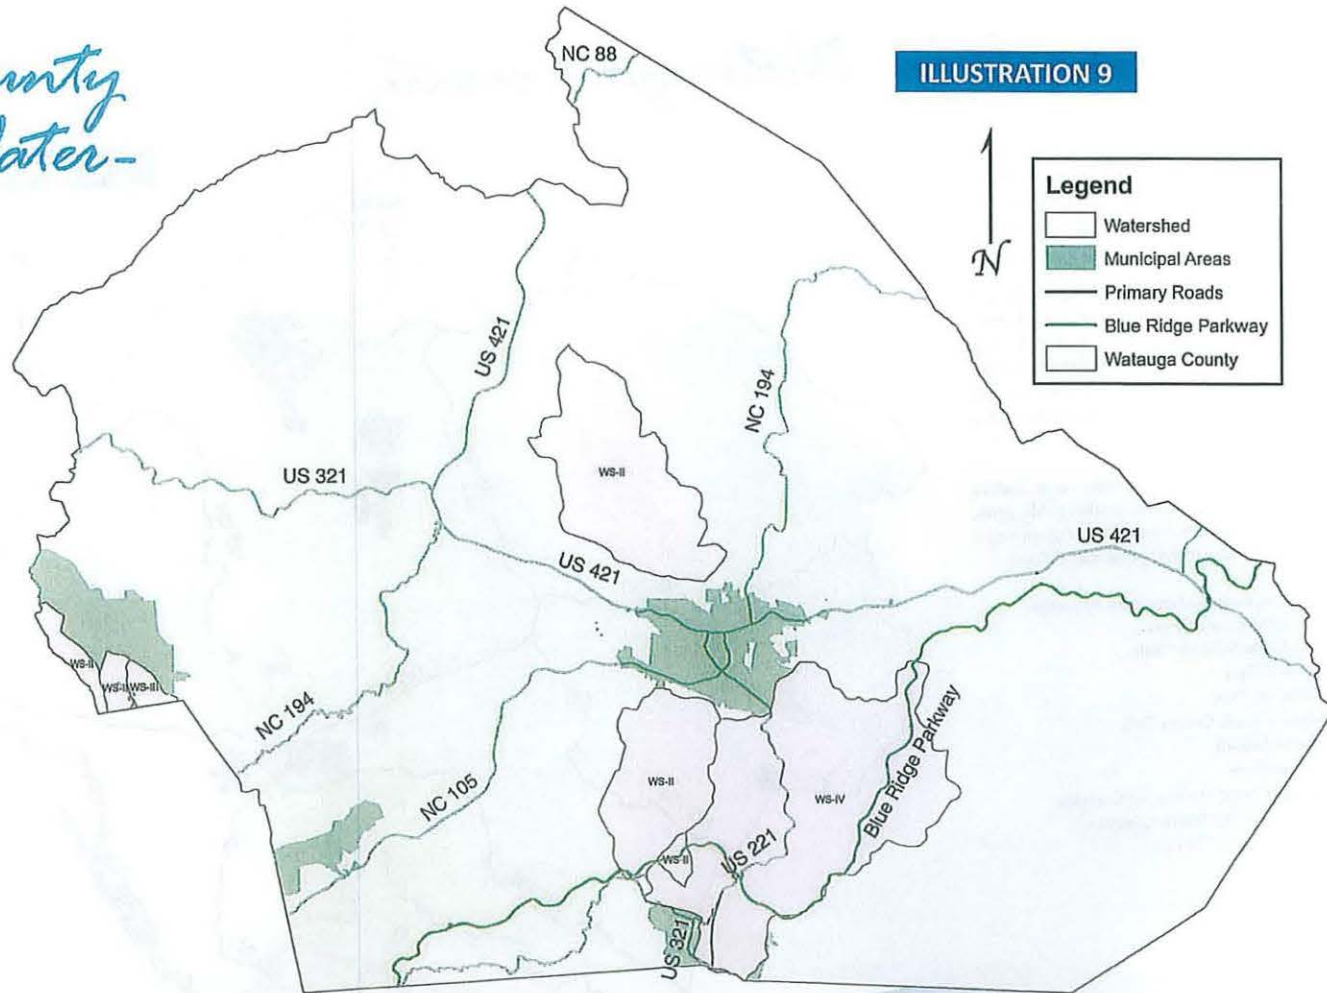 unty
ater-
ILLUSTRATION 9
N
Legend
Watershed
Municipal Areas
Primary Roads
Blue Ridge Parkway
Watauga County
NC 88
US 421
NC 194
WS-II
US 321
US 421
US 421
WS-II
WS-III
NC 194
NC 105
WS-II
WS-IV
Blue Ridge Parkway
WS-II
US 221
US 321